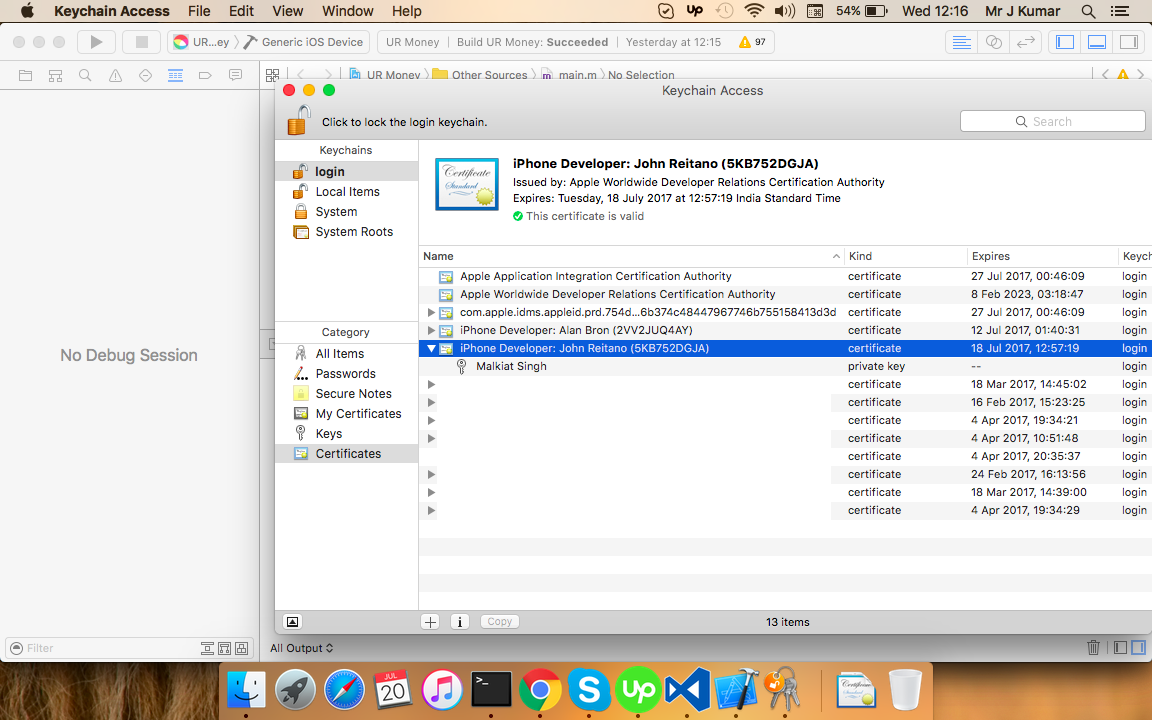 Keychain Access File Edit View Window Help UP 54% Wed 12:16 Mr J Kumar
UR...ey Generic iOS Device UR Money | Build UR Money: Succeeded | Yesterday at 12:15 97
UR Money Other Sources m main.m No Selection
Keychain Access
Click to lock the login keychain.
Search
Keychains
login
Local Items
System
System Roots
Certificate
Standard
iPhone Developer: John Reitano (5KB752DGJA)
Issued by: Apple Worldwide Developer Relations Certification Authority
Expires: Tuesday, 18 July 2017 at 12:57:19 India Standard Time
This certificate is valid
Name Kind Expires Keych
Apple Application Integration Certification Authority certificate 27 Jul 2017, 00:46:09 login
Apple Worldwide Developer Relations Certification Authority certificate 8 Feb 2023, 03:18:47 login
com.apple.idms.appleid.prd.754d...6b374c48447967746b755158413d3d certificate 27 Jul 2017, 00:46:09 login
iPhone Developer: Alan Bron (2VV2JUQ4AY) certificate 12 Jul 2017, 01:40:31 login
iPhone Developer: John Reitano (5KB752DGJA) certificate 18 Jul 2017, 12:57:19 login
Malkiat Singh private key -- login
certificate 18 Mar 2017, 14:45:02 login
certificate 16 Feb 2017, 15:23:25 login
certificate 4 Apr 2017, 19:34:21 login
certificate 4 Apr 2017, 10:51:48 login
certificate 4 Apr 2017, 20:35:37 login
certificate 24 Feb 2017, 16:13:56 login
certificate 18 Mar 2017, 14:39:00 login
certificate 4 Apr 2017, 19:34:29 login
Category
All Items
Passwords
Secure Notes
My Certificates
Keys
Certificates
No Debug Session
Copy
13 items
Filter
All Output
JUL
20
>_
S
Up
Certificate
Standard